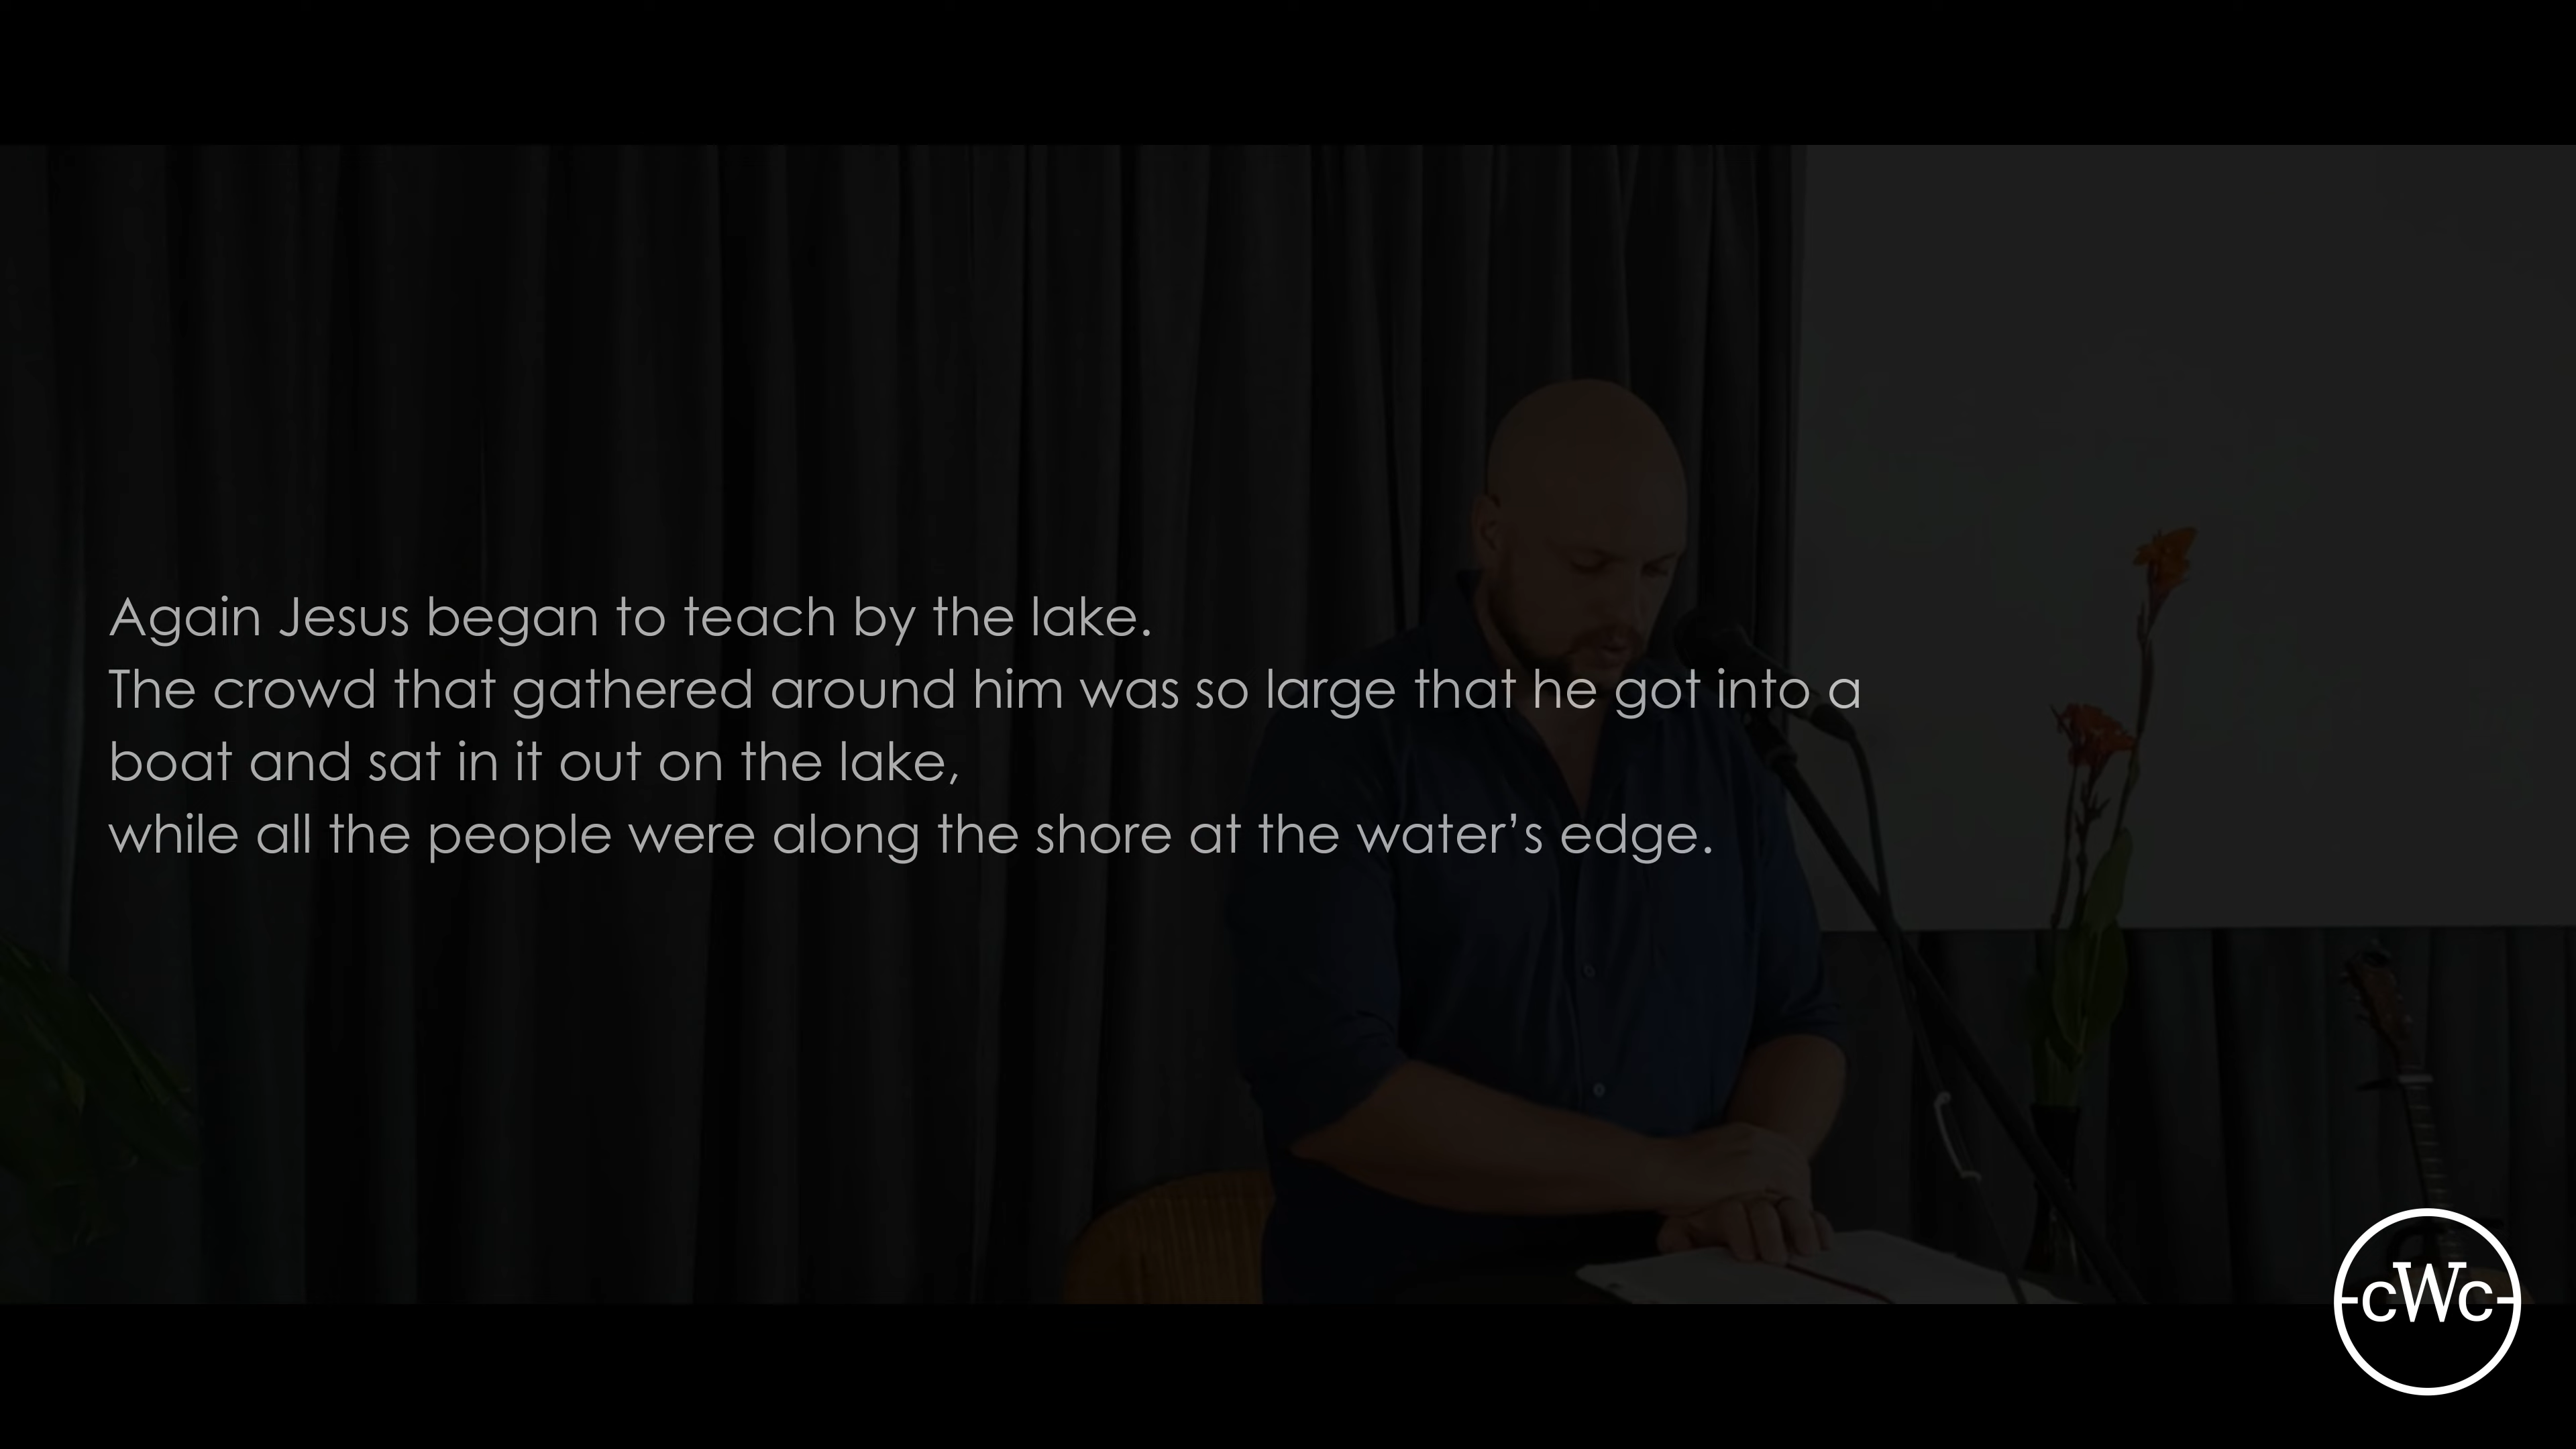 Again Jesus began to teach by the lake.
The crowd that gathered around him was so large that he got into a
boat and sat in it out on the lake,
while all the people were along the shore at the water’s edge.
cWc